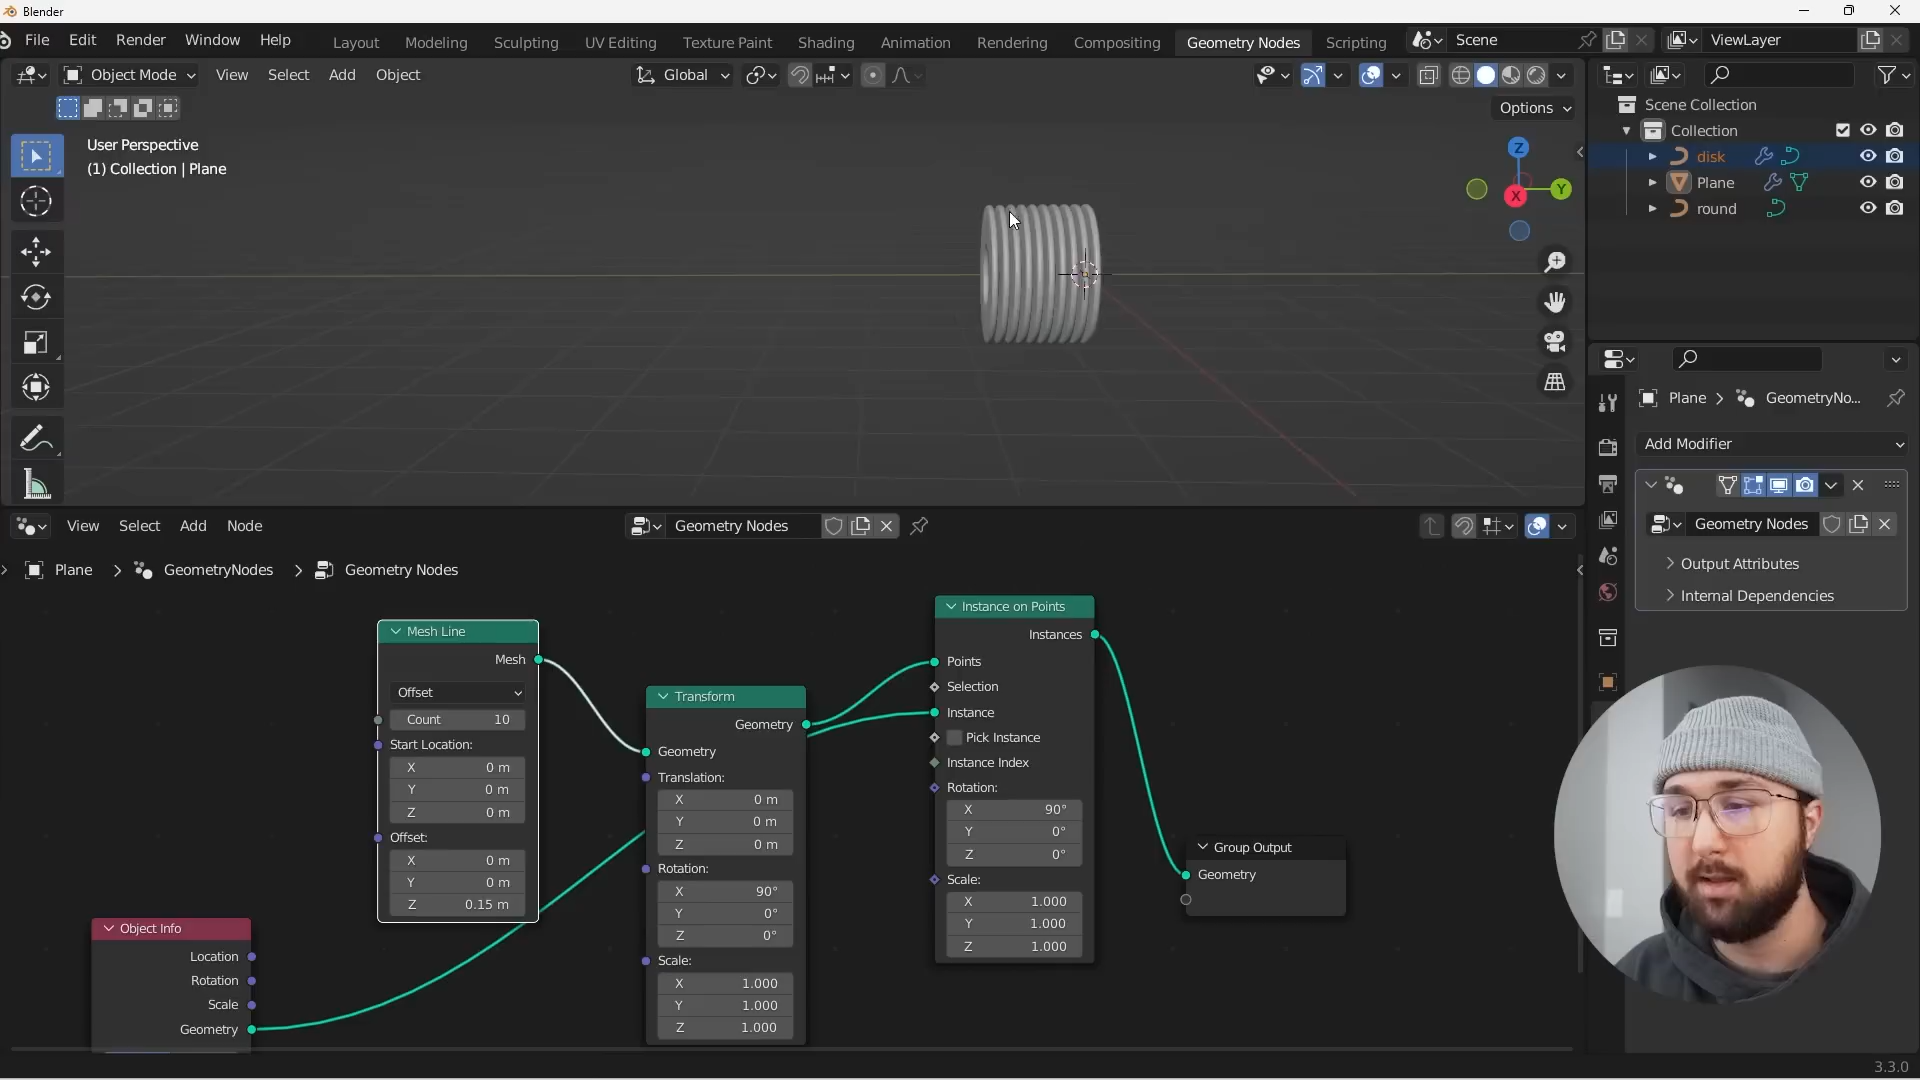 Blender
File Edit Render Window Help Layout Modeling Sculpting UV Editing Texture Paint Shading Animation Rendering Compositing Geometry Nodes Scripting Scene ViewLayer
Object Mode View Select Add Object Global
Options
User Perspective
(1) Collection | Plane
Z
Y
X
Scene Collection
Collection
disk
Plane
round
Plane > GeometryNo...
Add Modifier
Geometry Nodes
Output Attributes
Internal Dependencies
View Select Add Node Geometry Nodes
Plane > GeometryNodes > Geometry Nodes
Mesh Line
Mesh
Offset
Count 10
Start Location:
X 0 m
Y 0 m
Z 0 m
Offset:
X 0 m
Y 0 m
Z 0.15 m
Object Info
Location
Rotation
Scale
Geometry
Transform
Geometry
Geometry
Translation:
X 0 m
Y 0 m
Z 0 m
Rotation:
X 90°
Y 0°
Z 0°
Scale:
X 1.000
Y 1.000
Z 1.000
Instance on Points
Instances
Points
Selection
Instance
Pick Instance
Instance Index
Rotation:
X 90°
Y 0°
Z 0°
Scale:
X 1.000
Y 1.000
Z 1.000
Group Output
Geometry
3.3.0